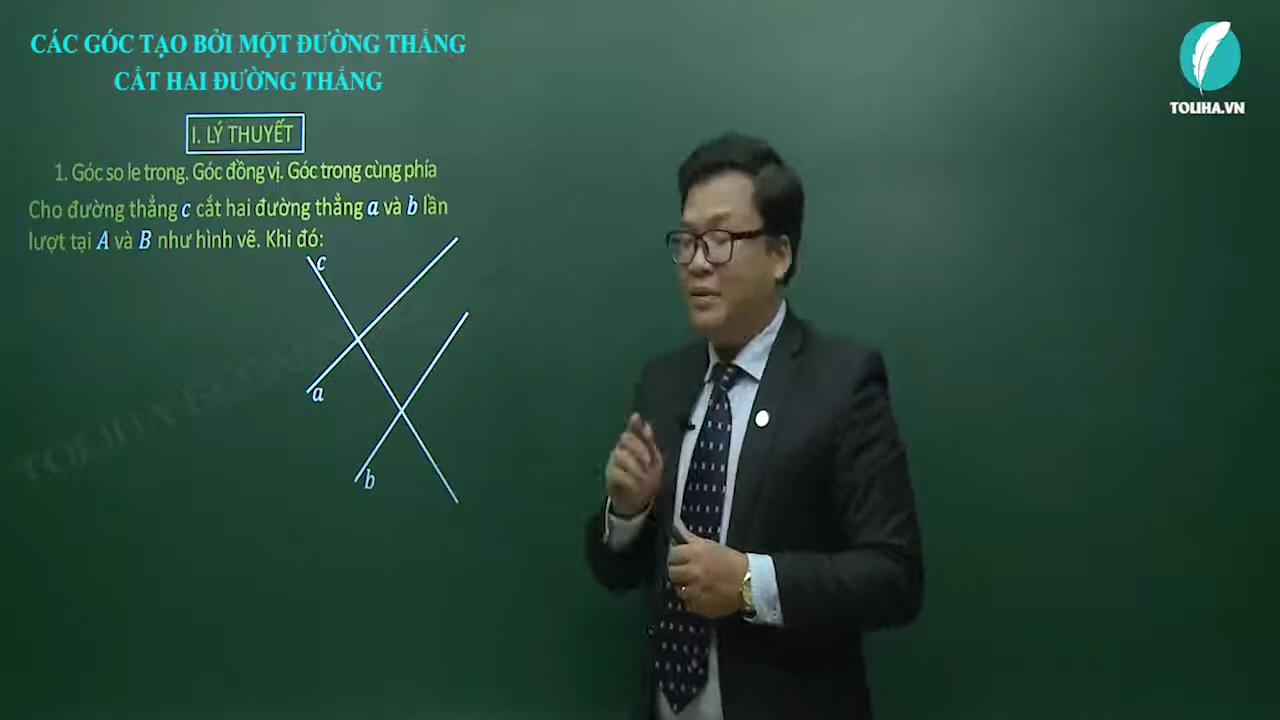 CÁC GÓC TẠO BỞI MỘT ĐƯỜNG THẲNG
CẮT HAI ĐƯỜNG THẲNG
I. LÝ THUYẾT
1. Góc so le trong. Góc đồng vị. Góc trong cùng phía
Cho đường thẳng c cắt hai đường thẳng a và b lần
lượt tại A và B như hình vẽ. Khi đó:
c
a
b
TOLIHA.VN
TOLIHA